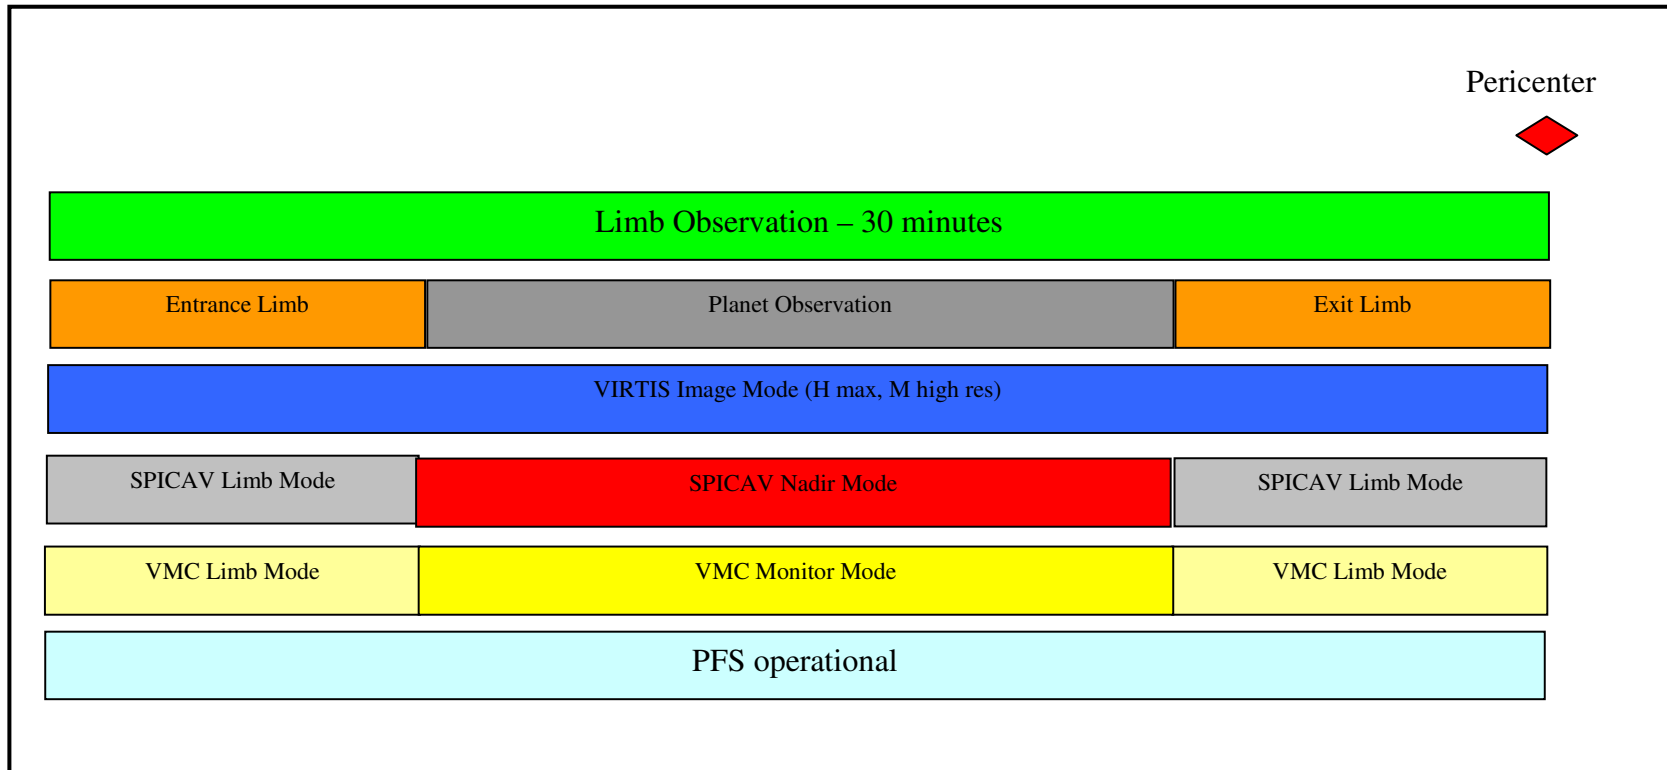 Pericenter
Limb Observation – 30 minutes
Entrance Limb
Planet Observation
Exit Limb
VIRTIS Image Mode (H max, M high res)
SPICAV Limb Mode
SPICAV Nadir Mode
SPICAV Limb Mode
VMC Limb Mode
VMC Monitor Mode
VMC Limb Mode
PFS operational